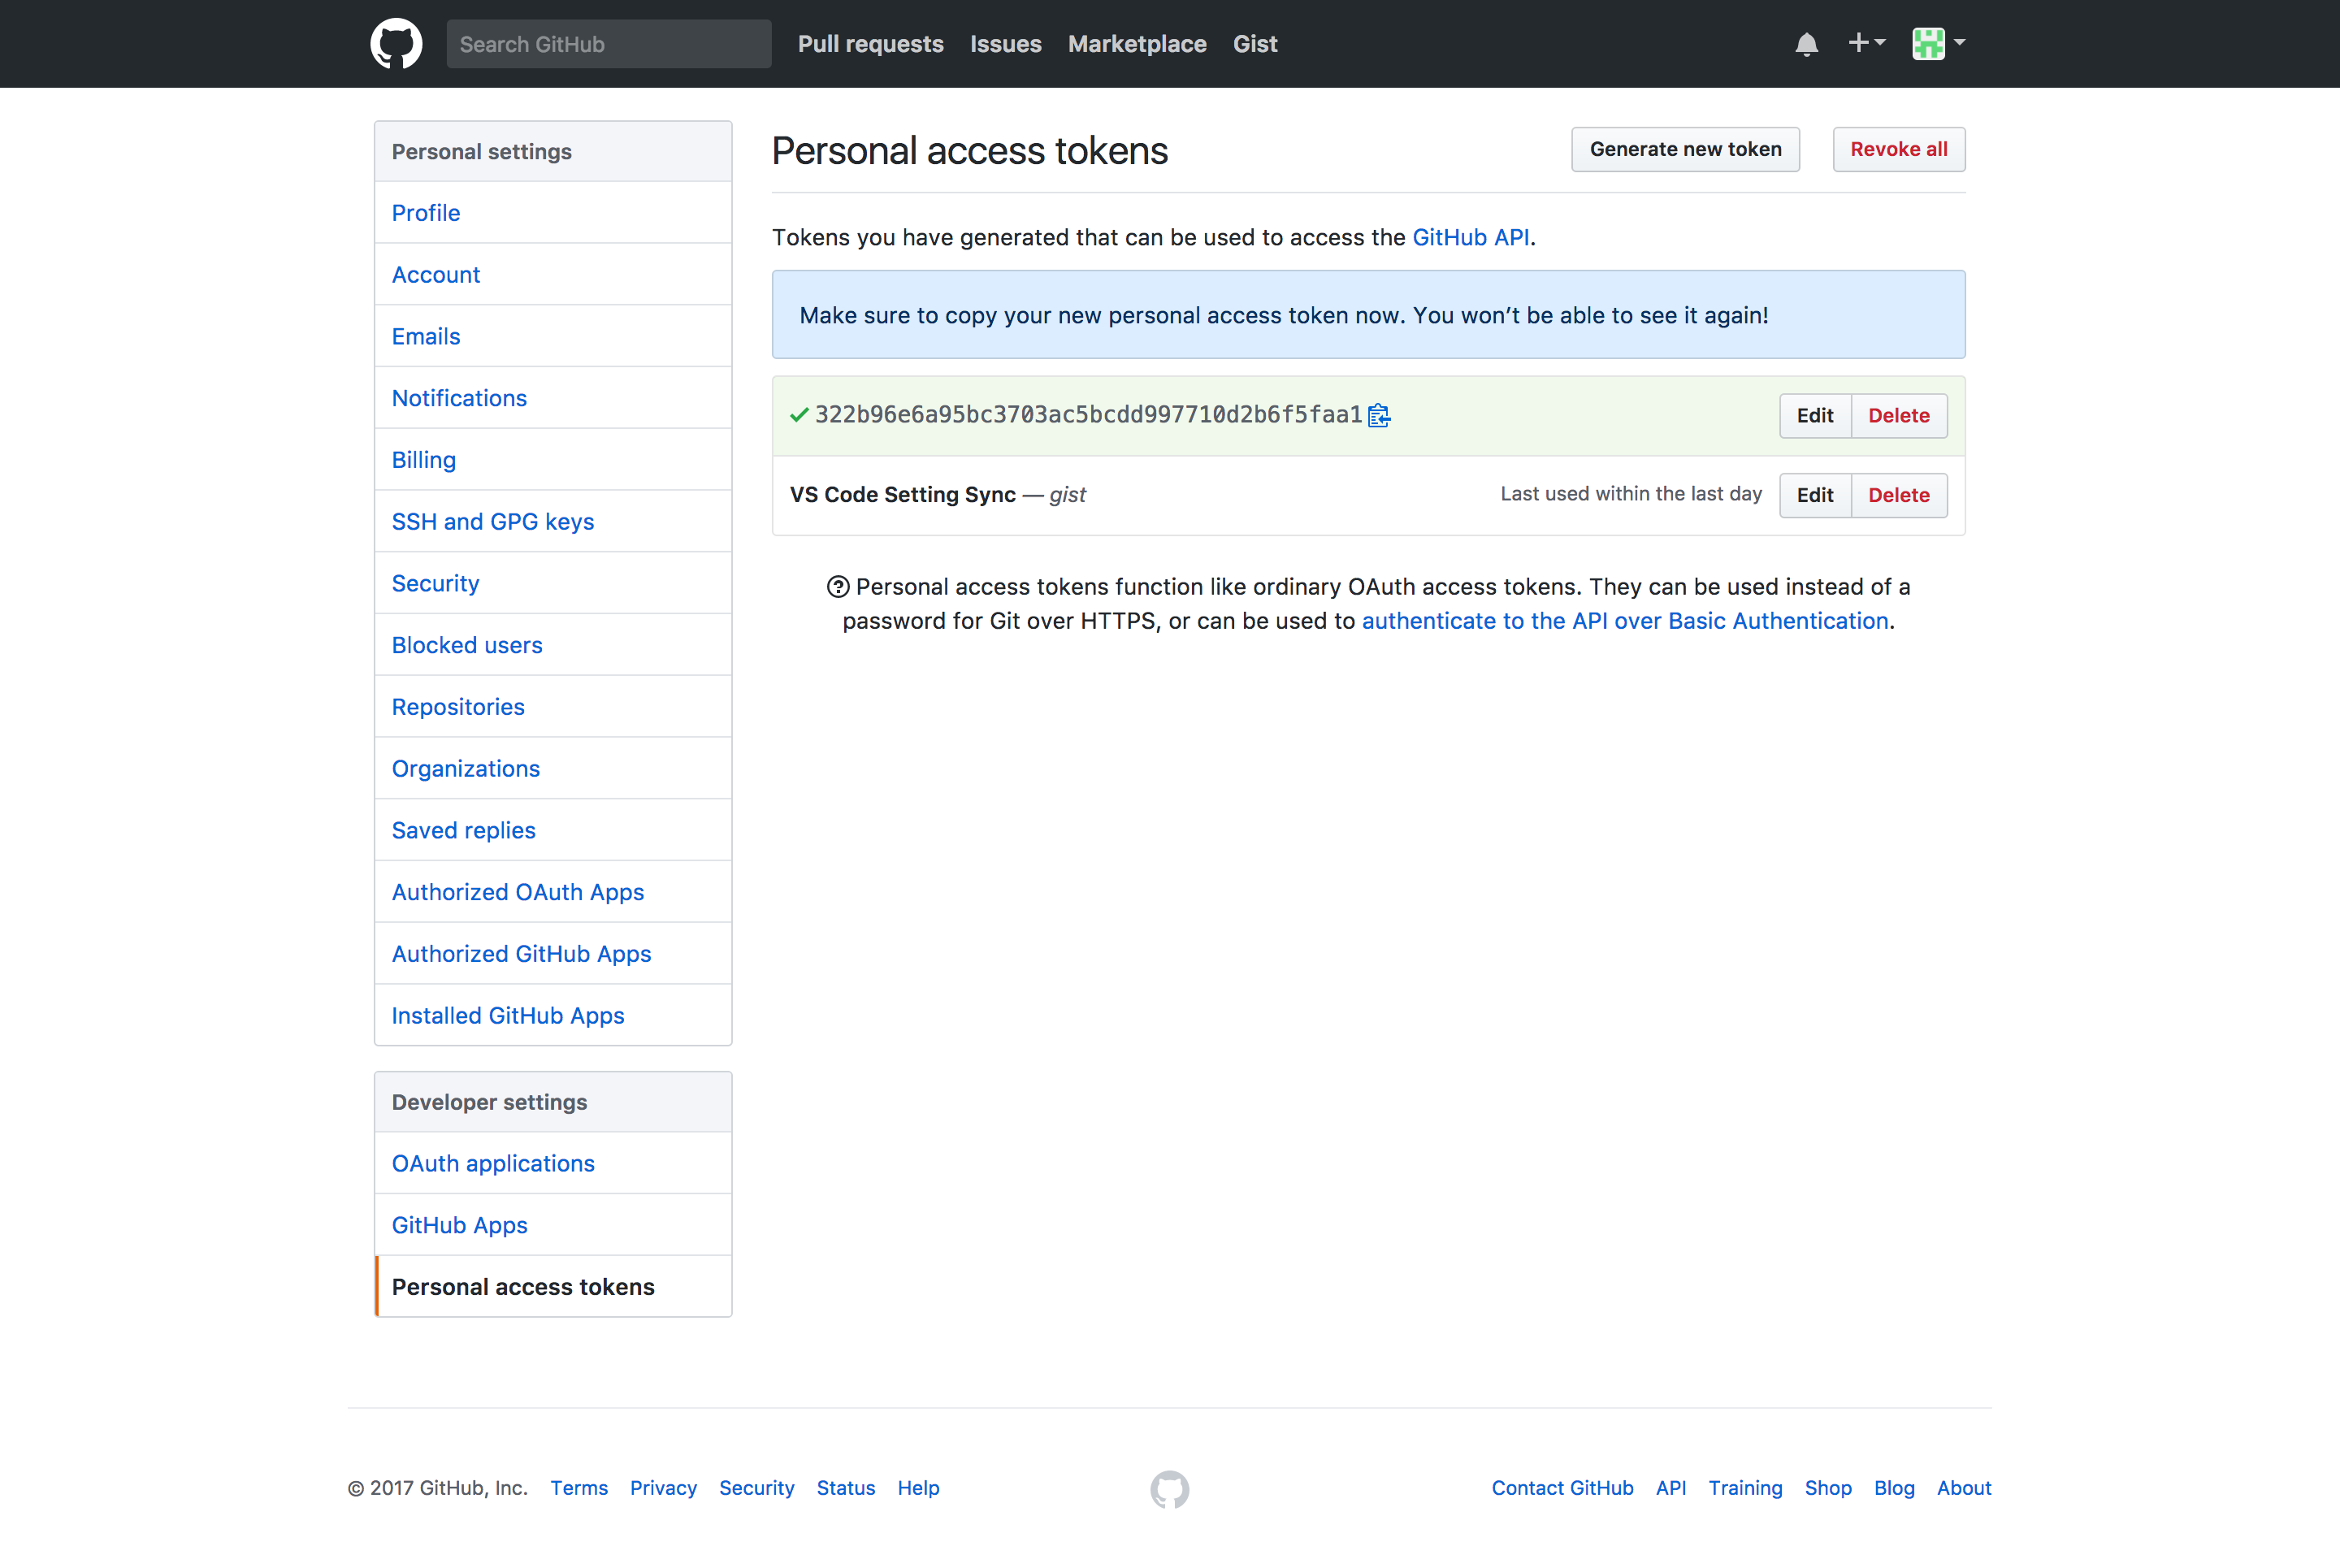 Search GitHub
Pull requests Issues Marketplace Gist
Personal settings
Profile
Account
Emails
Notifications
Billing
SSH and GPG keys
Security
Blocked users
Repositories
Organizations
Saved replies
Authorized OAuth Apps
Authorized GitHub Apps
Installed GitHub Apps
Developer settings
OAuth applications
GitHub Apps
Personal access tokens
Personal access tokens
Generate new token Revoke all
Tokens you have generated that can be used to access the GitHub API.
Make sure to copy your new personal access token now. You won’t be able to see it again!
322b96e6a95bc3703ac5bcdd997710d2b6f5faa1 Edit Delete
VS Code Setting Sync — gist Last used within the last day Edit Delete
Personal access tokens function like ordinary OAuth access tokens. They can be used instead of a
password for Git over HTTPS, or can be used to authenticate to the API over Basic Authentication.
© 2017 GitHub, Inc. Terms Privacy Security Status Help Contact GitHub API Training Shop Blog About